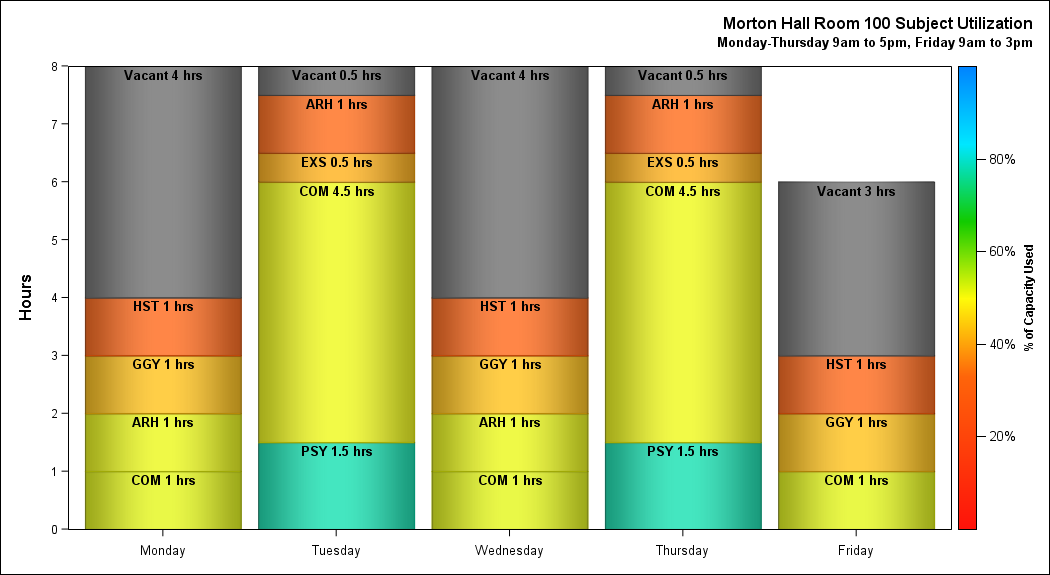 Morton Hall Room 100 Subject Utilization
Monday-Thursday 9am to 5pm, Friday 9am to 3pm
Hours
8
7
6
5
4
3
2
1
0
Vacant 4 hrs
HST 1 hrs
GGY 1 hrs
ARH 1 hrs
COM 1 hrs
Monday
Vacant 0.5 hrs
ARH 1 hrs
EXS 0.5 hrs
COM 4.5 hrs
PSY 1.5 hrs
Tuesday
Vacant 4 hrs
HST 1 hrs
GGY 1 hrs
ARH 1 hrs
COM 1 hrs
Wednesday
Vacant 0.5 hrs
ARH 1 hrs
EXS 0.5 hrs
COM 4.5 hrs
PSY 1.5 hrs
Thursday
Vacant 3 hrs
HST 1 hrs
GGY 1 hrs
COM 1 hrs
Friday
80%
60%
40%
20%
% of Capacity Used